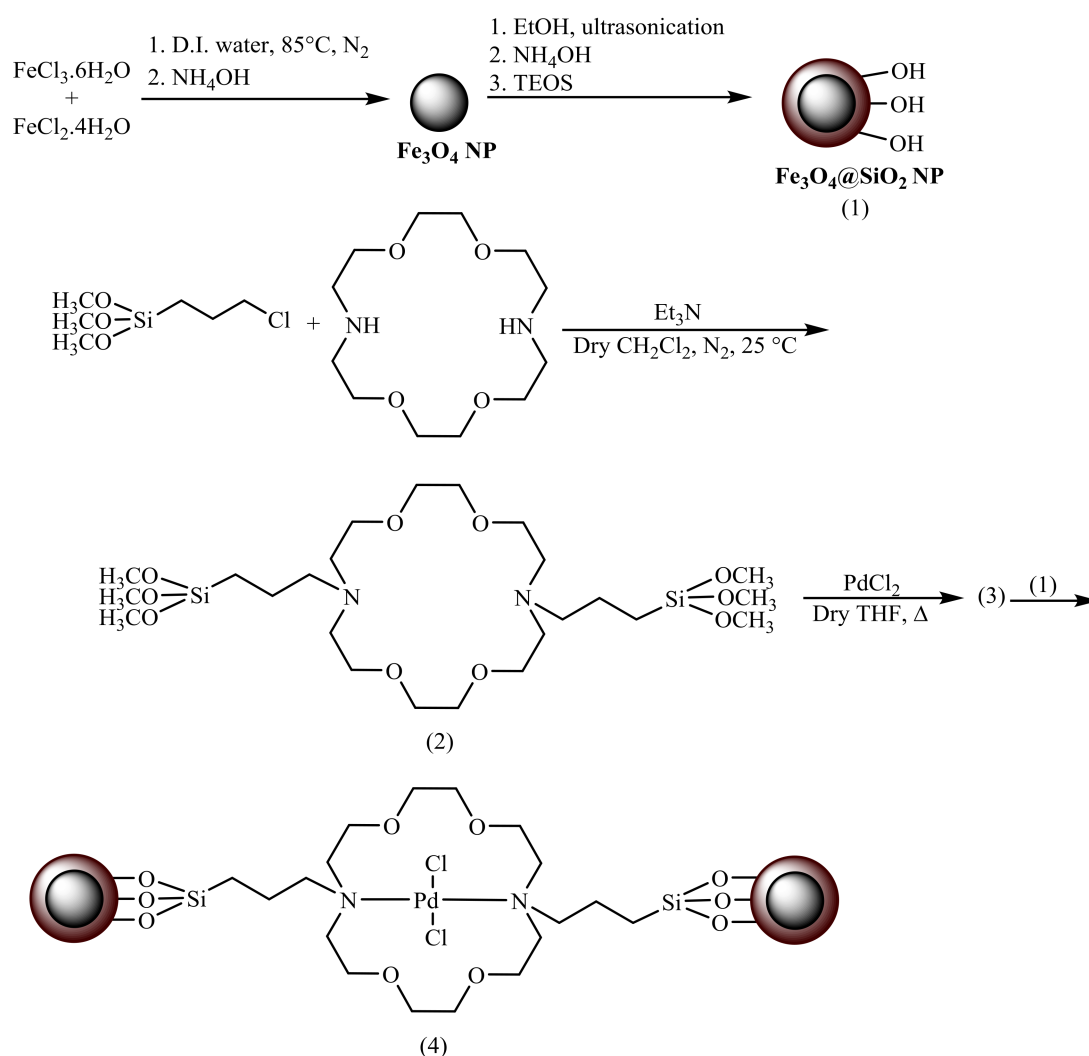 FeCl₃.6H₂O
+
FeCl₂.4H₂O
1. D.I. water, 85°C, N₂
2. NH₄OH
Fe₃O₄ NP
1. EtOH, ultrasonication
2. NH₄OH
3. TEOS
OH
OH
OH
Fe₃O₄@SiO₂ NP
(1)
H₃CO
H₃CO
H₃CO
Si
Cl
+
O
O
NH
HN
O
O
Et₃N
Dry CH₂Cl₂, N₂, 25 °C
H₃CO
H₃CO
H₃CO
Si
O
O
N
N
O
O
Si
OCH₃
OCH₃
OCH₃
(2)
PdCl₂
Dry THF, Δ
(3)
(1)
O
O
O
Si
O
O
N
Cl
Pd
Cl
N
O
O
Si
O
O
O
(4)